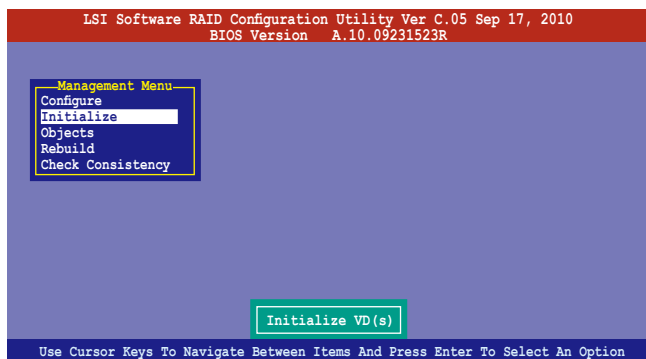 LSI Software RAID Configuration Utility Ver C.05 Sep 17, 2010
BIOS Version A.10.09231523R
Management Menu
Configure
Initialize
Objects
Rebuild
Check Consistency
Initialize VD(s)
Use Cursor Keys To Navigate Between Items And Press Enter To Select An Option